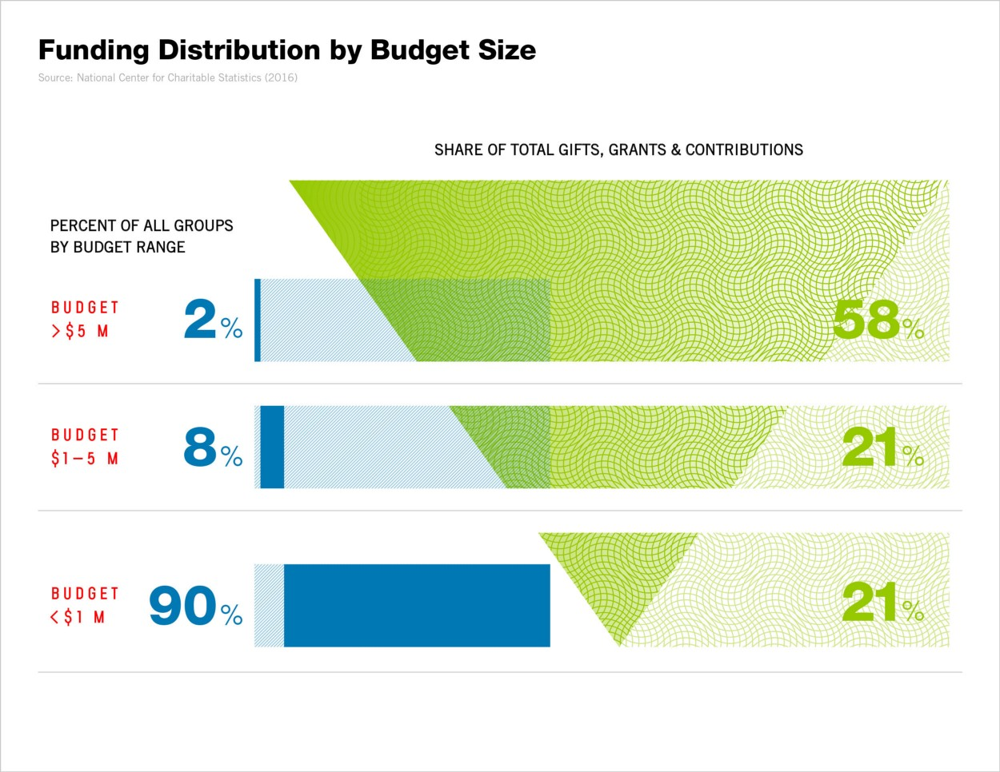 Funding Distribution by Budget Size
Source: National Center for Charitable Statistics (2016)
SHARE OF TOTAL GIFTS, GRANTS & CONTRIBUTIONS
PERCENT OF ALL GROUPS
BY BUDGET RANGE
BUDGET
>$5 M
2%
58%
BUDGET
$1–5 M
8%
21%
BUDGET
<$1 M
90%
21%